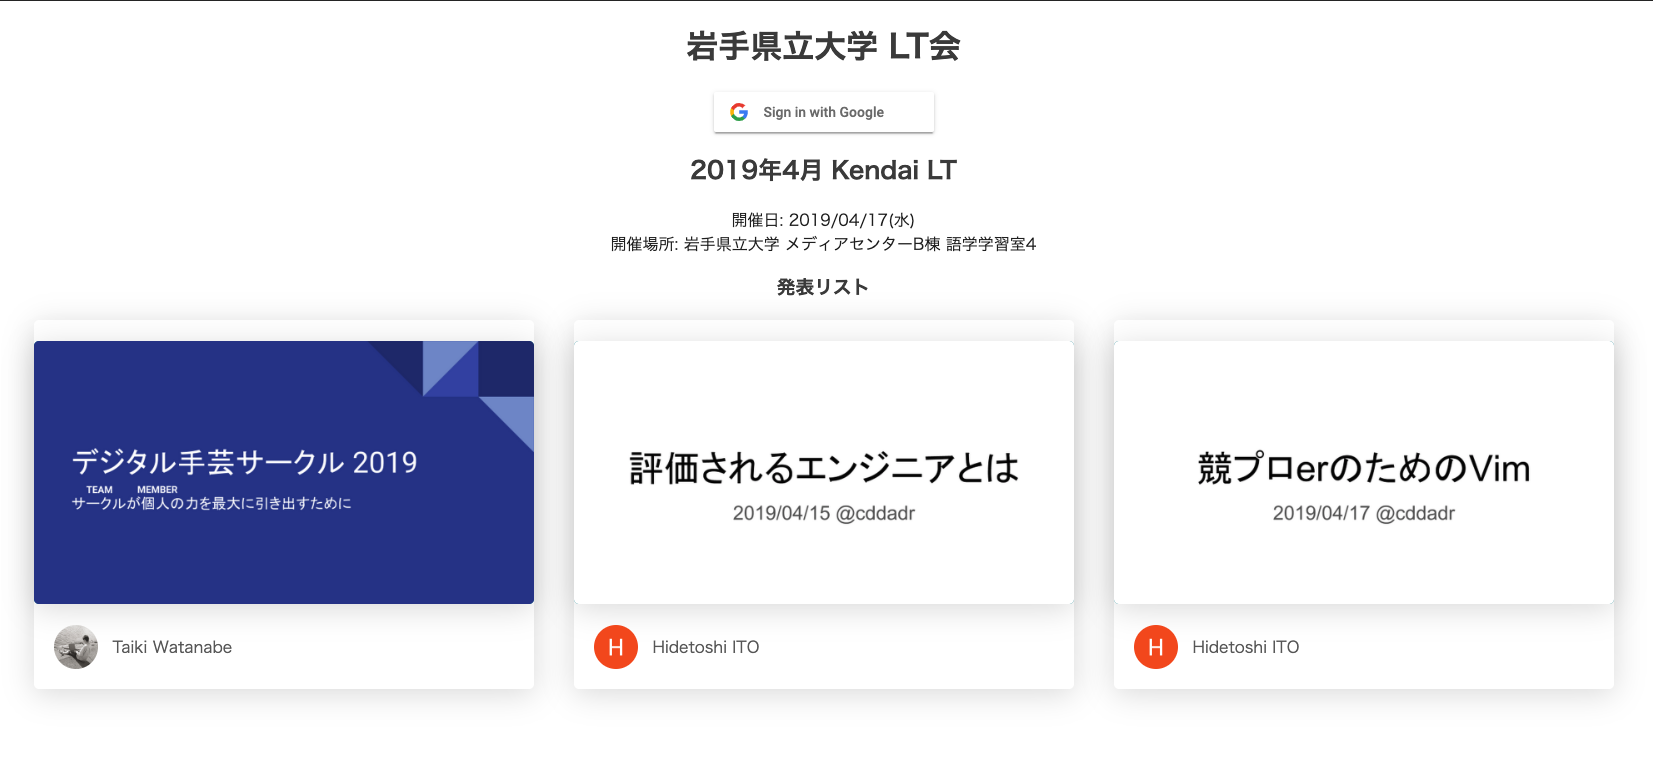 岩手県立大学 LT会
Sign in with Google
2019年4月 Kendai LT
開催日: 2019/04/17(水)
開催場所: 岩手県立大学 メディアセンターB棟 語学学習室4
発表リスト
デジタル手芸サークル 2019
TEAM MEMBER
サークルが個人の力を最大に引き出すために
Taiki Watanabe
評価されるエンジニアとは
2019/04/15 @cddadr
H Hidetoshi ITO
競プロerのためのVim
2019/04/17 @cddadr
H Hidetoshi ITO